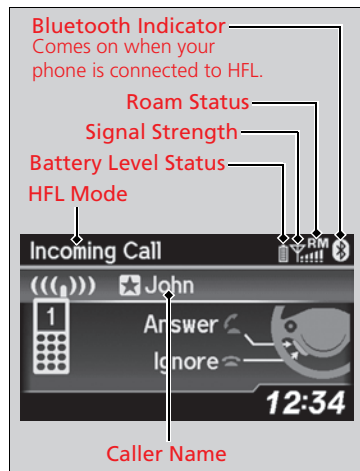 Bluetooth Indicator
Comes on when your
phone is connected to HFL.
Roam Status
Signal Strength
Battery Level Status
HFL Mode
Incoming Call
RM
John
1
Answer
Ignore
12:34
Caller Name